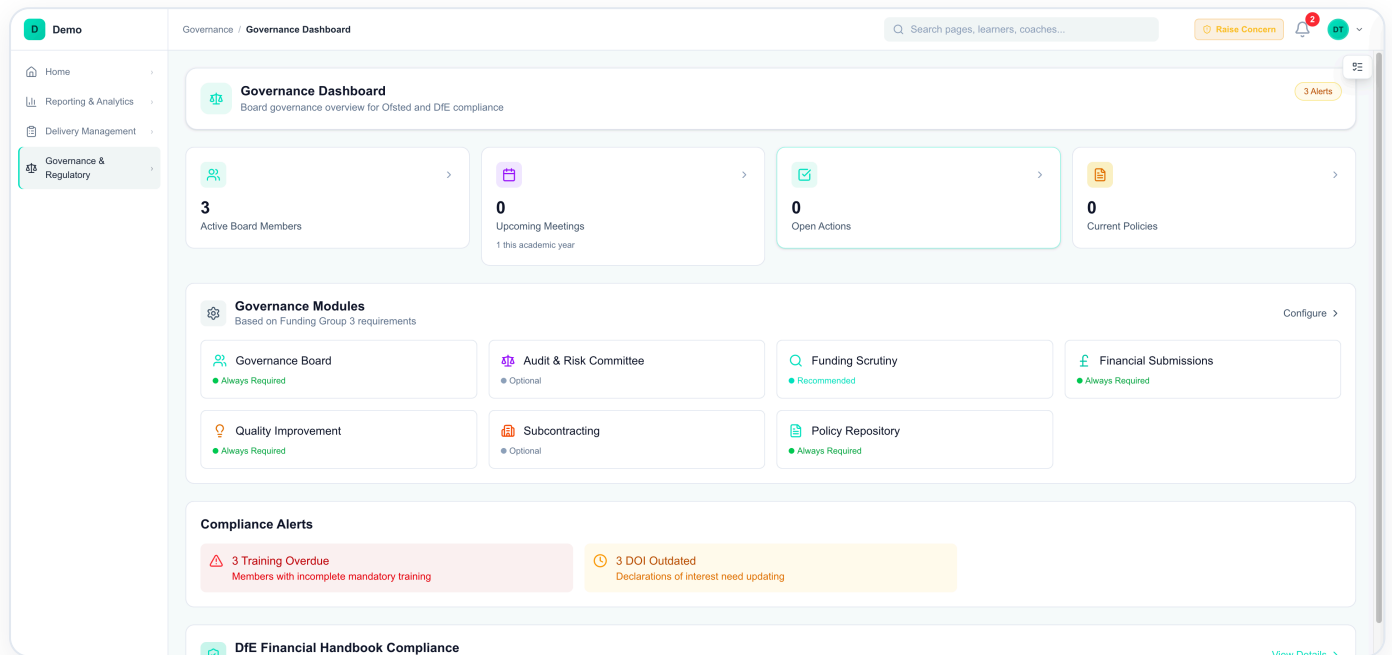 D Demo
Governance / Governance Dashboard
Search pages, learners, coaches...
Raise Concern
2
DT
Home
Reporting & Analytics
Delivery Management
Governance &
Regulatory
Governance Dashboard
Board governance overview for Ofsted and DfE compliance
3 Alerts
3
Active Board Members
0
Upcoming Meetings
1 this academic year
0
Open Actions
0
Current Policies
Governance Modules
Based on Funding Group 3 requirements
Configure
Governance Board
Always Required
Audit & Risk Committee
Optional
Funding Scrutiny
Recommended
Financial Submissions
Always Required
Quality Improvement
Always Required
Subcontracting
Optional
Policy Repository
Always Required
Compliance Alerts
3 Training Overdue
Members with incomplete mandatory training
3 DOI Outdated
Declarations of interest need updating
DfE Financial Handbook Compliance
View Details